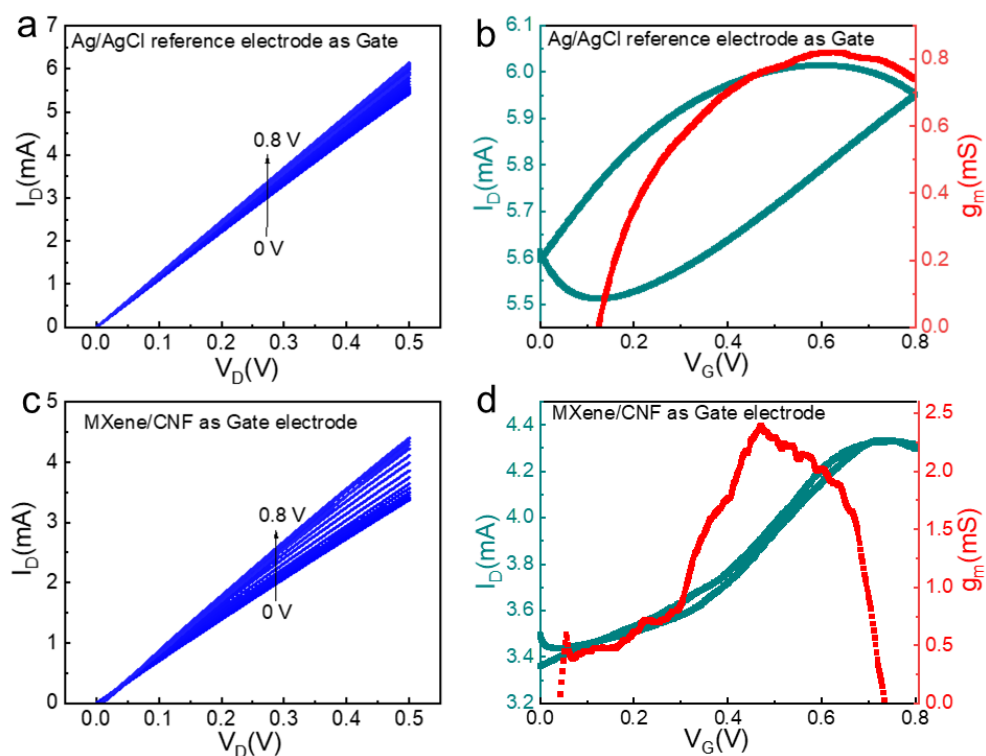 a
Ag/AgCl reference electrode as Gate
7
6
5
4
3
2
1
0
I_D(mA)
0.8 V
0 V
0.0 0.1 0.2 0.3 0.4 0.5
V_D(V)
b
Ag/AgCl reference electrode as Gate
6.1
6.0
5.9
5.8
5.7
5.6
5.5
I_D(mA)
0.8
0.6
0.4
0.2
0.0
g_m(mS)
0.0 0.2 0.4 0.6 0.8
V_G(V)
c
MXene/CNF as Gate electrode
5
4
3
2
1
0
I_D(mA)
0.8 V
0 V
0.0 0.1 0.2 0.3 0.4 0.5
V_D(V)
d
MXene/CNF as Gate electrode
4.4
4.2
4.0
3.8
3.6
3.4
3.2
I_D(mA)
2.5
2.0
1.5
1.0
0.5
0.0
g_m(mS)
0.0 0.2 0.4 0.6 0.8
V_G(V)